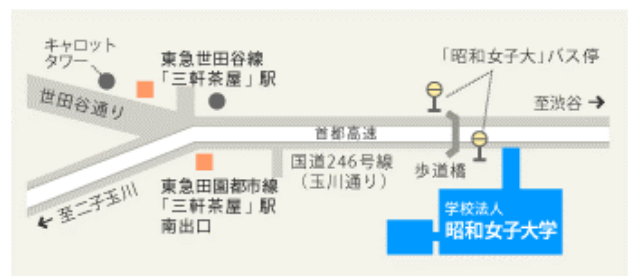 キャロット
タワー
東急世田谷線
「三軒茶屋」駅
「昭和女子大」バス停
世田谷通り
至渋谷→
首都高速
国道246号線
（玉川通り）
歩道橋
東急田園都市線
「三軒茶屋」駅
南出口
←至二子玉川
学校法人
昭和女子大学